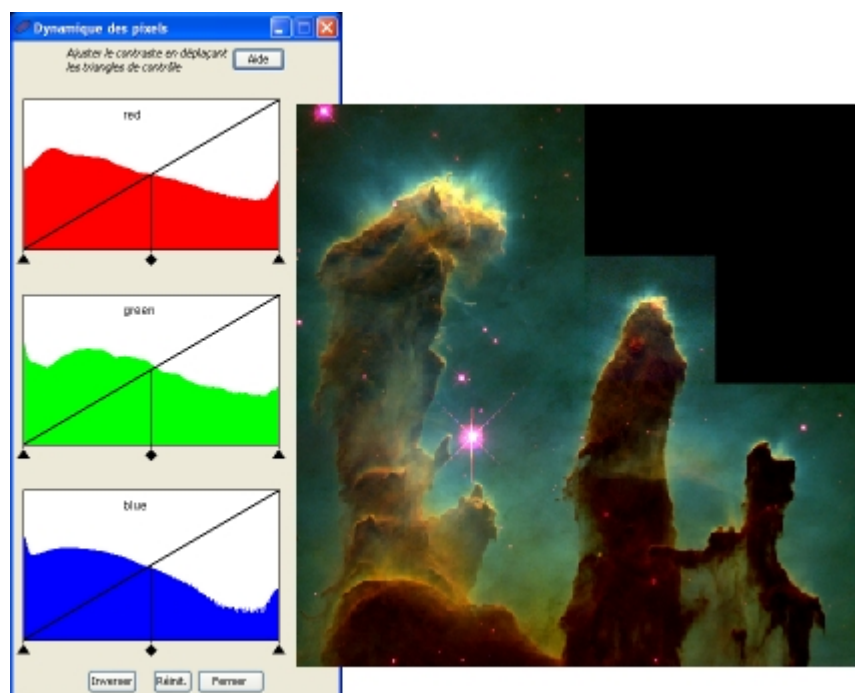 Dynamique des pixels
Ajuster le contraste en déplaçant
les triangles de contrôle
Aide
red
green
blue
Inverser Réinit. Fermer